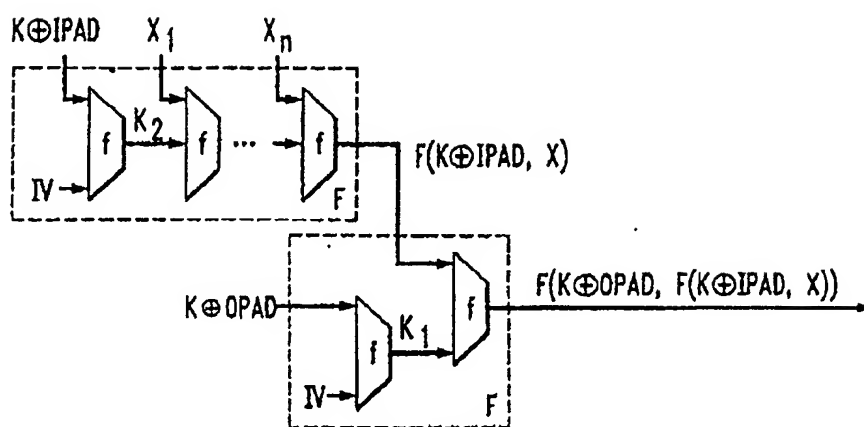 K⊕IPAD X1 Xn
f K2 f ... f
IV
F
F(K⊕IPAD, X)
K⊕OPAD
f K1 f
F(K⊕OPAD, F(K⊕IPAD, X))
IV
F